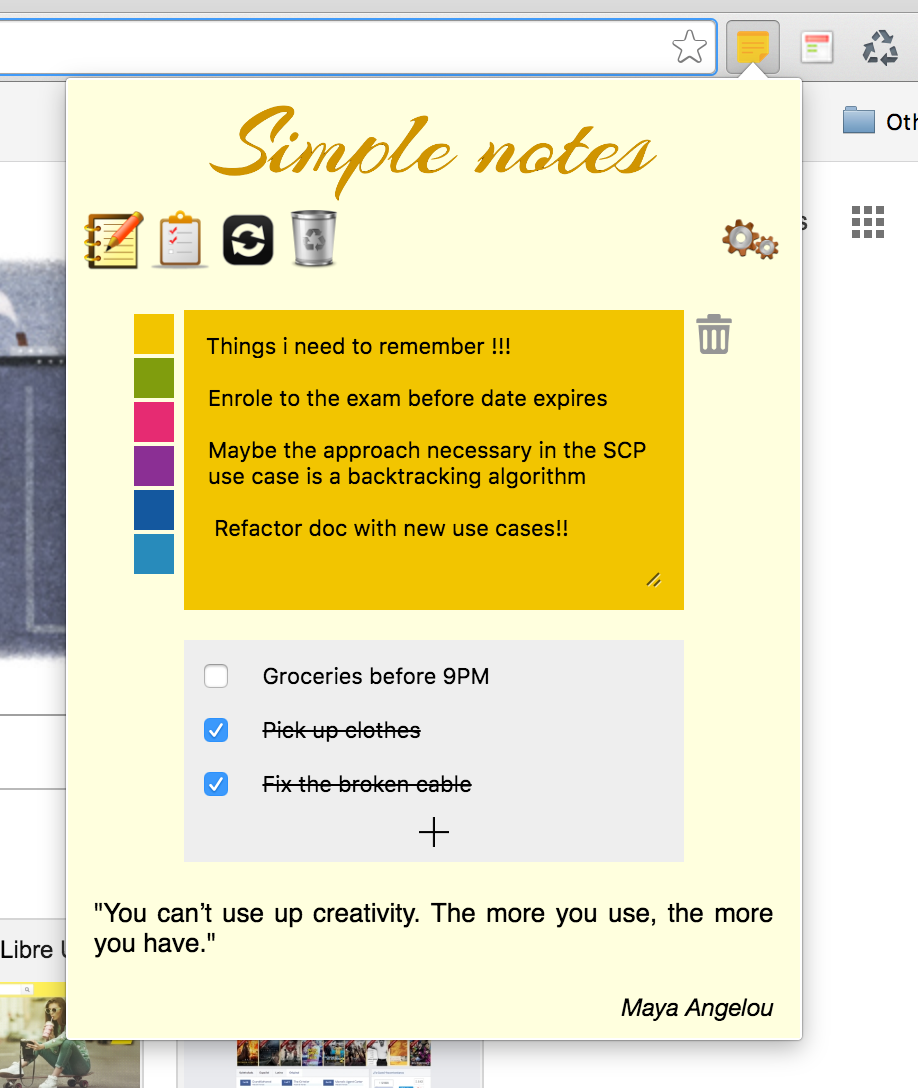 Simple notes
Oth
s
Things i need to remember !!!
Enrole to the exam before date expires
Maybe the approach necessary in the SCP
use case is a backtracking algorithm
Refactor doc with new use cases!!
Groceries before 9PM
Pick up clothes
Fix the broken cable
"You can’t use up creativity. The more you use, the more
you have."
Libre
Maya Angelou